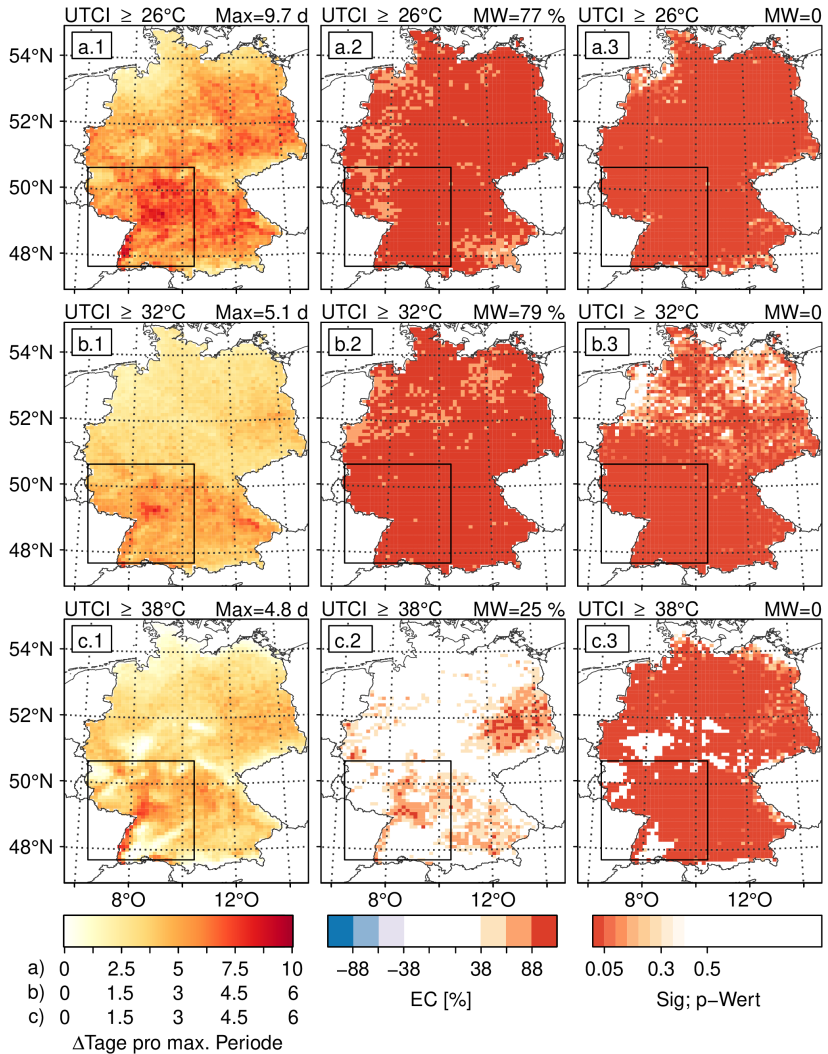 UTCI ≥ 26°C Max=9.7 d UTCI ≥ 26°C MW=77 % UTCI ≥ 26°C MW=0
a.1 a.2 a.3
54°N
52°N
50°N
48°N
UTCI ≥ 32°C Max=5.1 d UTCI ≥ 32°C MW=79 % UTCI ≥ 32°C MW=0
b.1 b.2 b.3
54°N
52°N
50°N
48°N
UTCI ≥ 38°C Max=4.8 d UTCI ≥ 38°C MW=25 % UTCI ≥ 38°C MW=0
c.1 c.2 c.3
54°N
52°N
50°N
48°N
8°O 12°O 8°O 12°O 8°O 12°O
a) 0 2.5 5 7.5 10 −88 −38 38 88 0.05 0.3 0.5
b) 0 1.5 3 4.5 6 EC [%] Sig; p−Wert
c) 0 1.5 3 4.5 6
ΔTage pro max. Periode